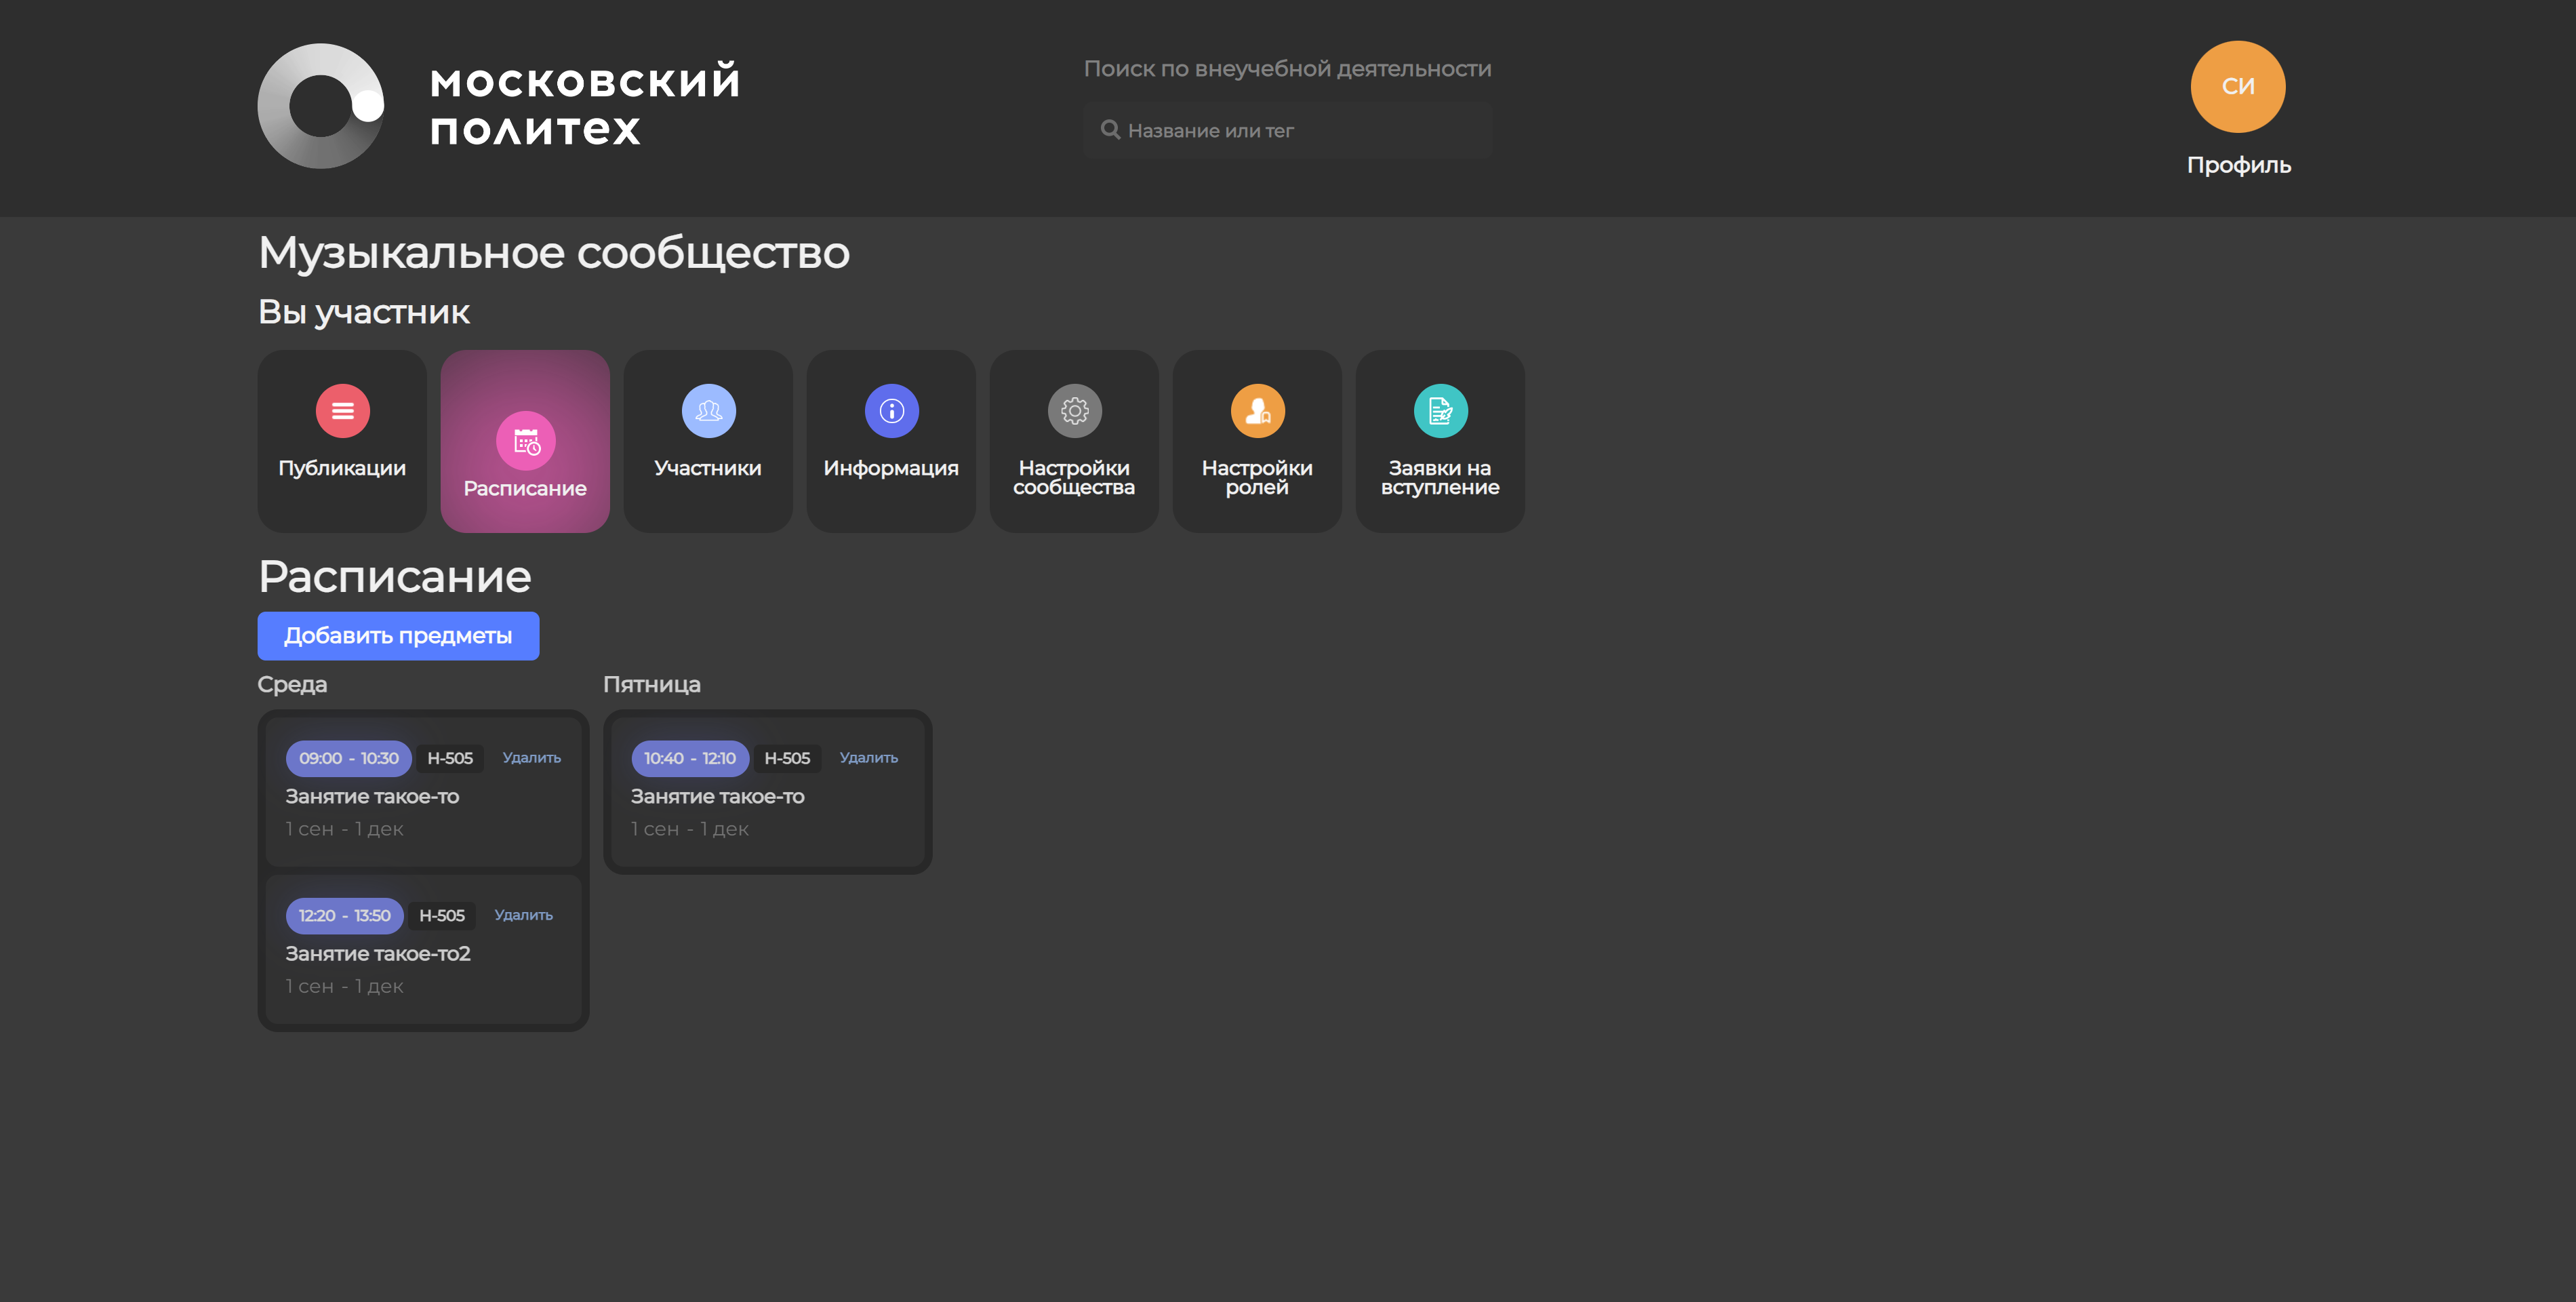 московский
политех
Поиск по внеучебной деятельности
Название или тег
СИ
Профиль
Музыкальное сообщество
Вы участник
Публикации
Расписание
Участники
Информация
Настройки
сообщества
Настройки
ролей
Заявки на
вступление
Расписание
Добавить предметы
Среда
09:00 - 10:30 Н-505 Удалить
Занятие такое-то
1 сен - 1 дек
12:20 - 13:50 Н-505 Удалить
Занятие такое-то2
1 сен - 1 дек
Пятница
10:40 - 12:10 Н-505 Удалить
Занятие такое-то
1 сен - 1 дек